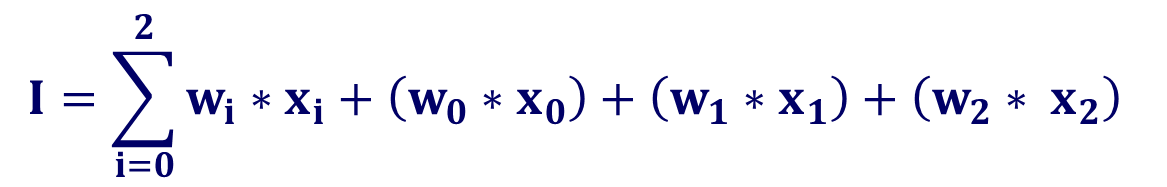 I = ∑_{i=0}^{2} w_i * x_i + (w_0 * x_0) + (w_1 * x_1) + (w_2 * x_2)